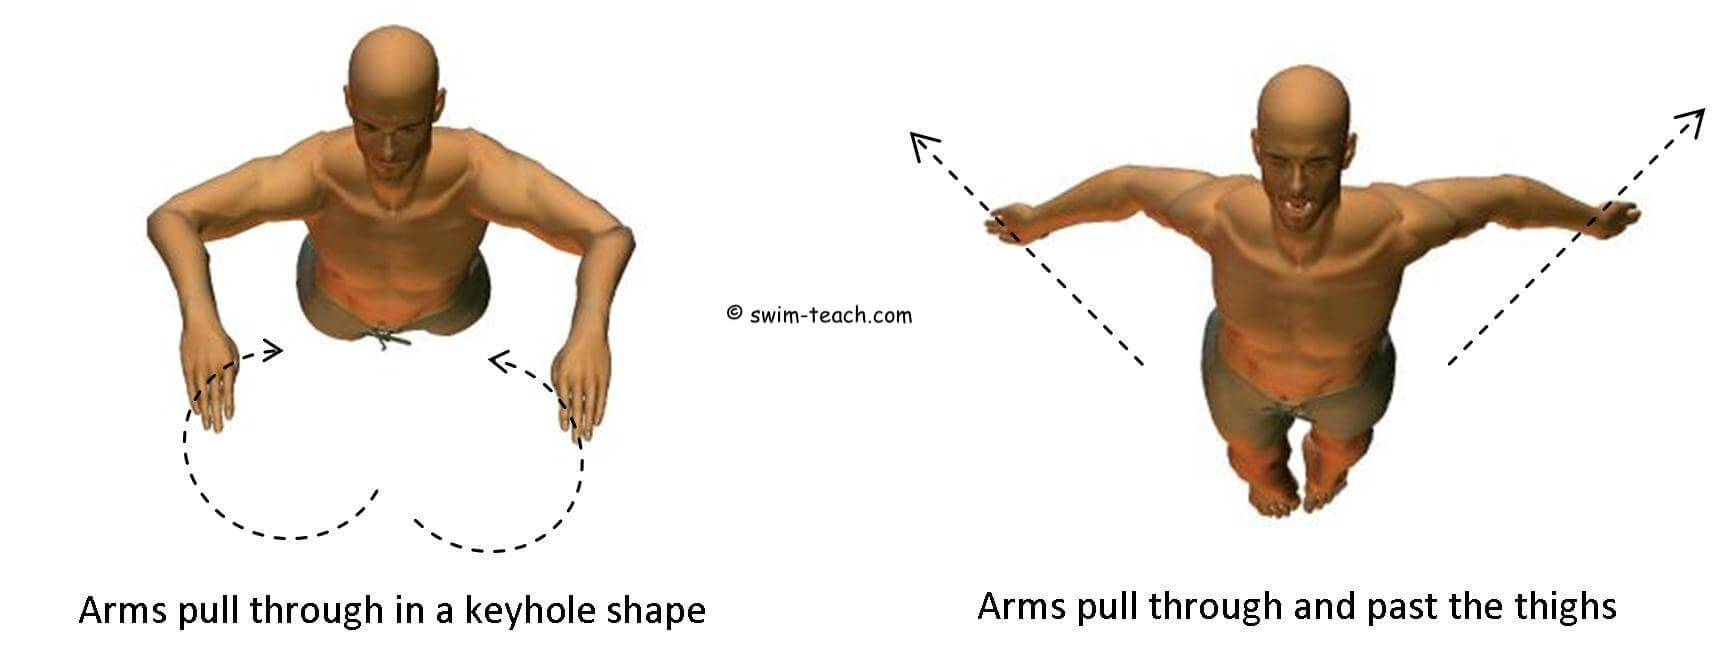 © swim-teach.com
Arms pull through in a keyhole shape
Arms pull through and past the thighs